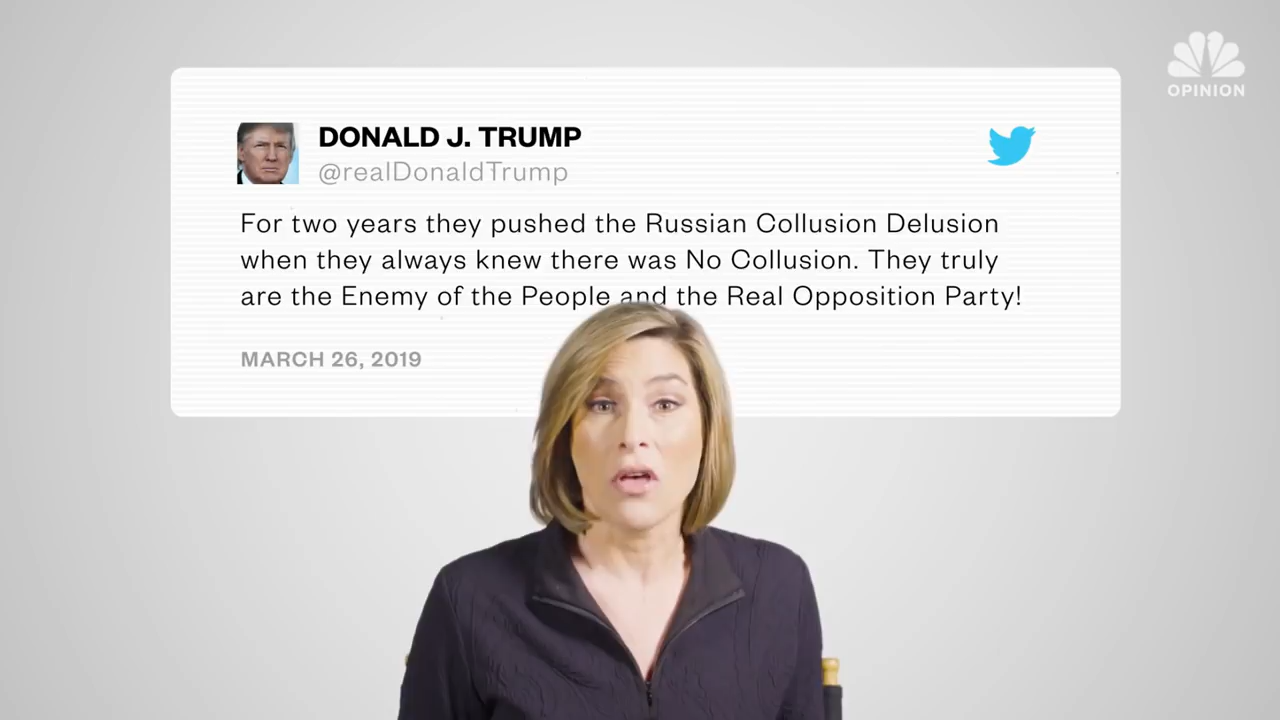 OPINION
DONALD J. TRUMP
@realDonaldTrump
For two years they pushed the Russian Collusion Delusion
when they always knew there was No Collusion. They truly
are the Enemy of the People and the Real Opposition Party!
MARCH 26, 2019